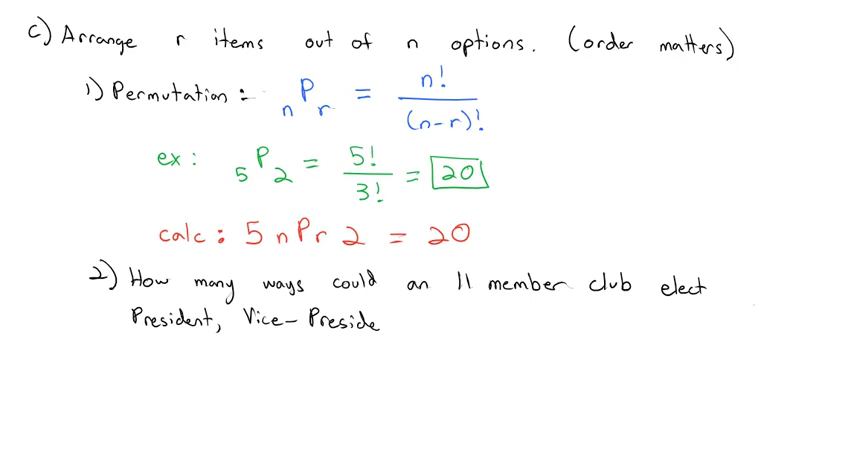 c) Arrange r items out of n options. (order matters)
1) Permutation: nPr = n! / (n-r)!
ex: 5P2 = 5! / 3! = 20
calc: 5 nPr 2 = 20
2) How many ways could an 11 member club elect
President, Vice-Preside